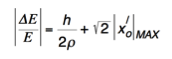 |ΔE/E| = h/2ρ + √2 |x′₀|MAX